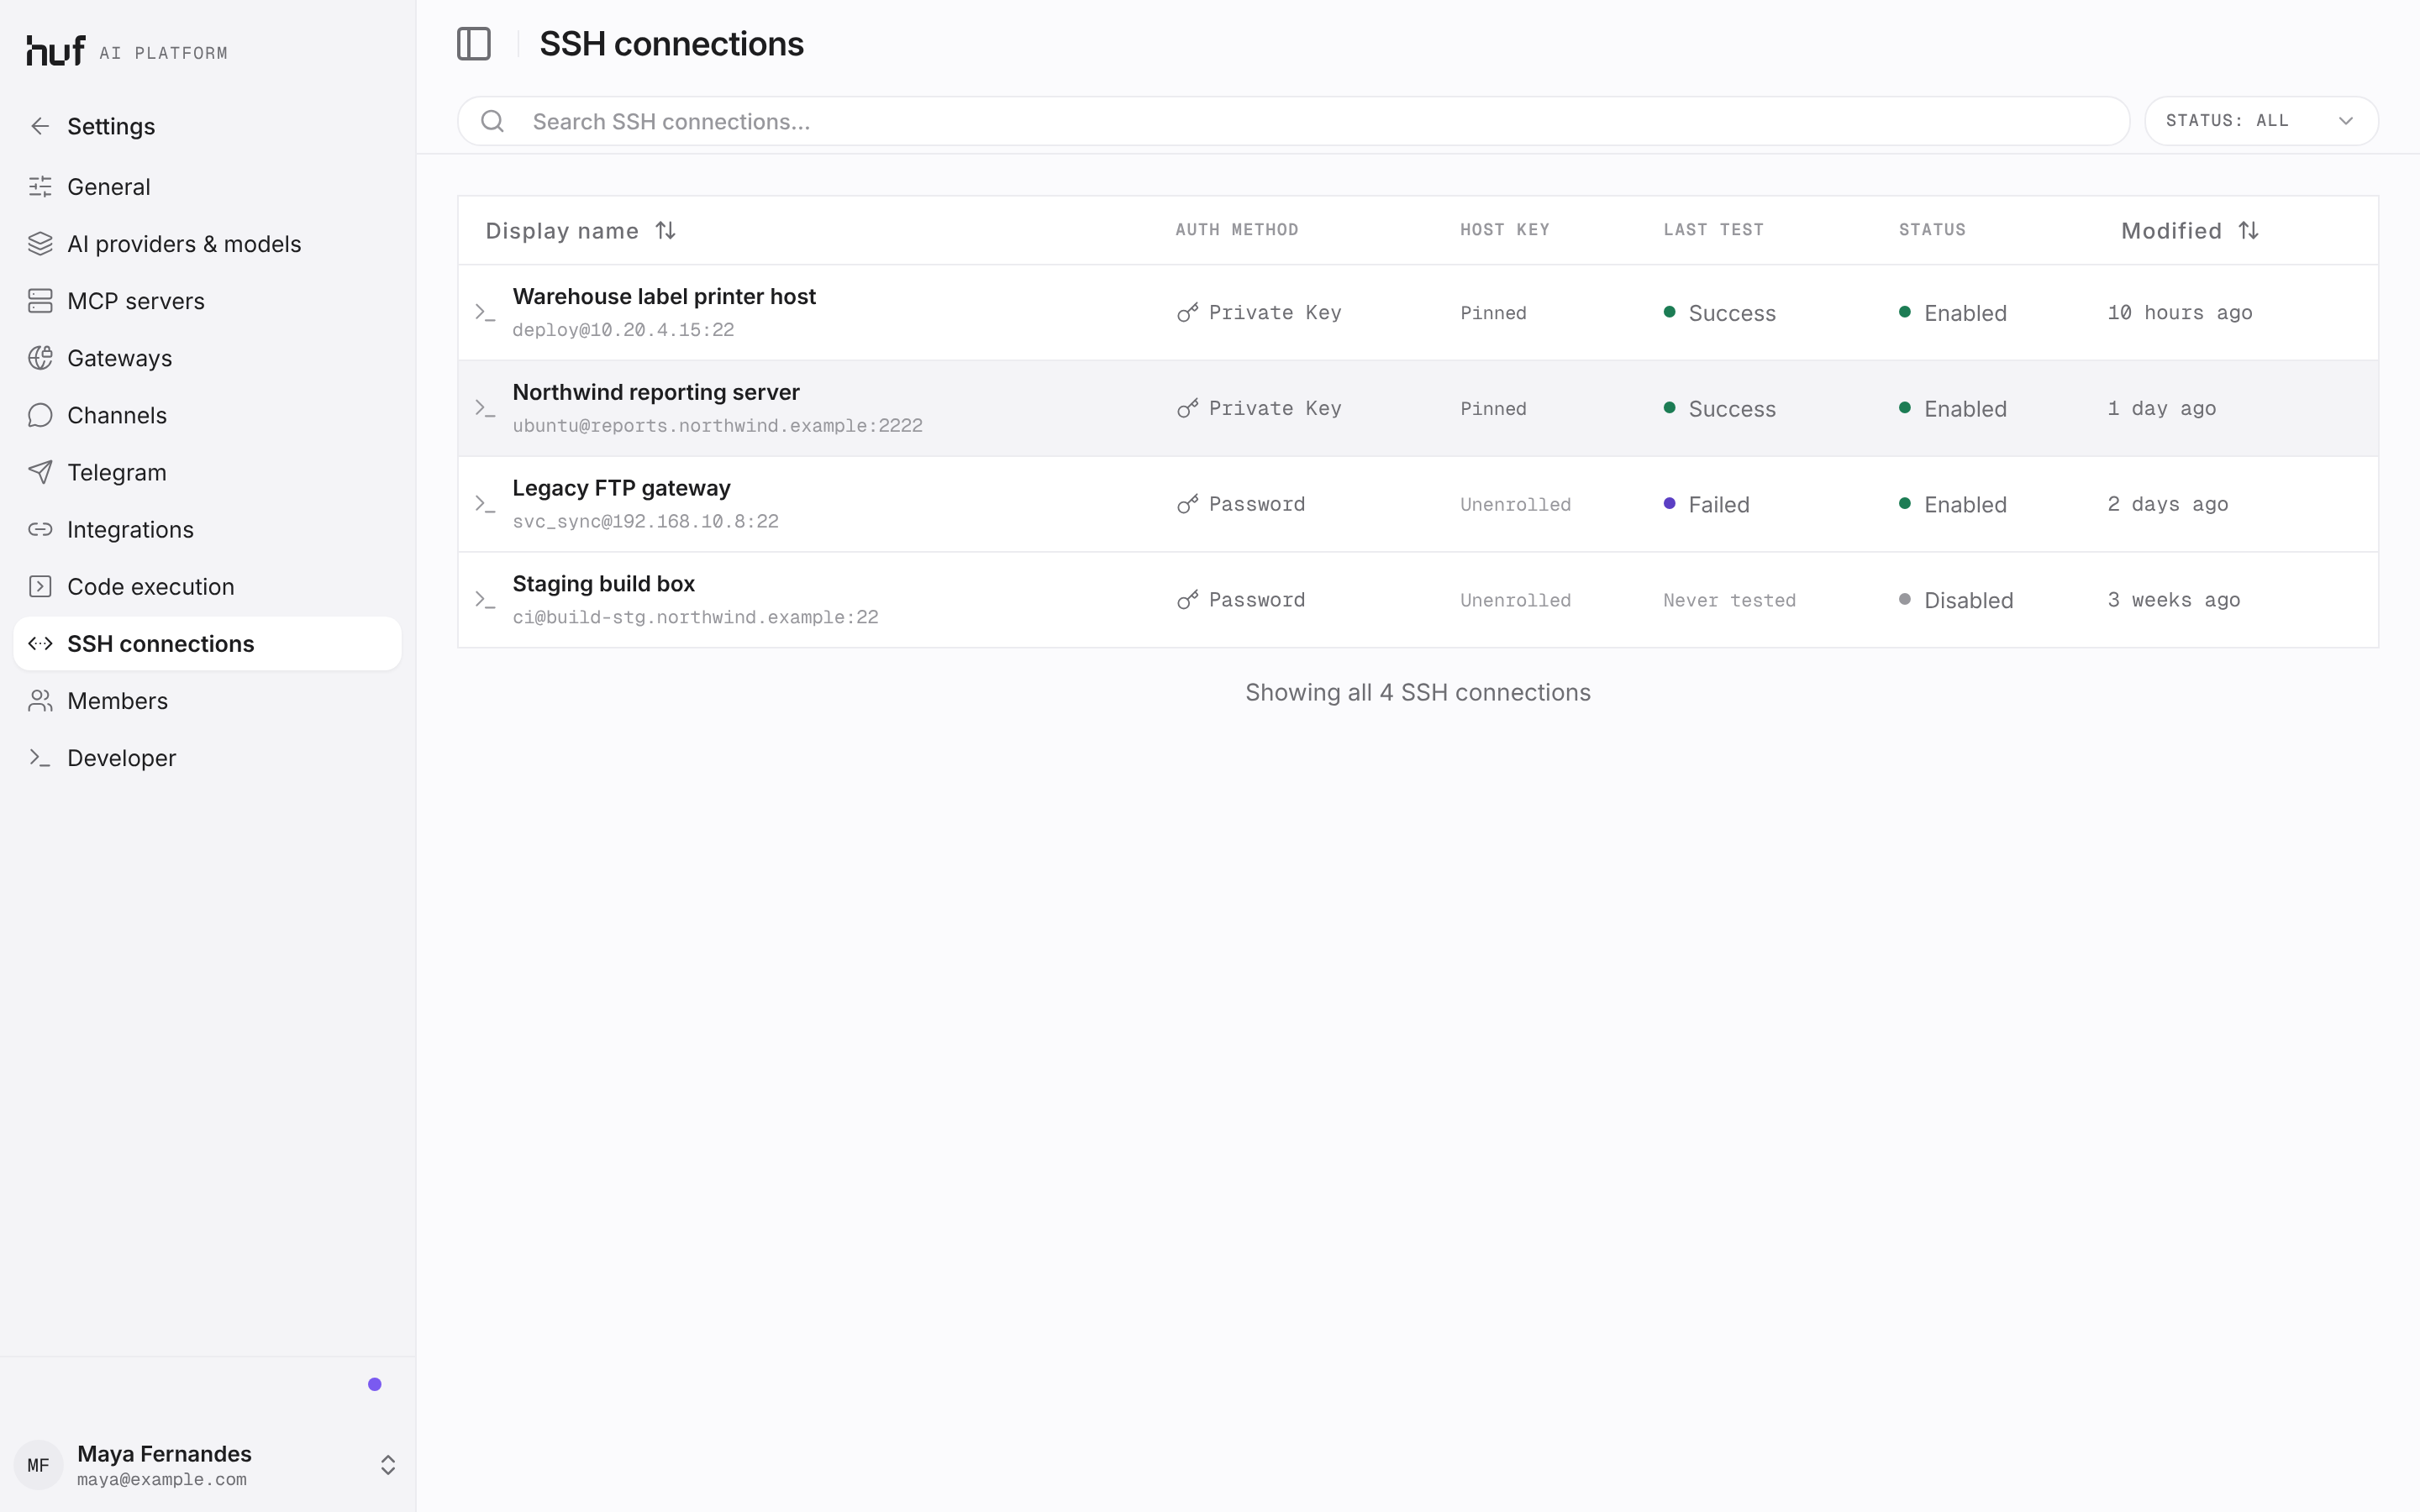 huf AI PLATFORM
Settings
General
AI providers & models
MCP servers
Gateways
Channels
Telegram
Integrations
Code execution
SSH connections
Members
Developer
MF
Maya Fernandes
maya@example.com
SSH connections
Search SSH connections...
STATUS: ALL
Display name AUTH METHOD HOST KEY LAST TEST STATUS Modified
Warehouse label printer host
deploy@10.20.4.15:22
Private Key Pinned Success Enabled 10 hours ago
Northwind reporting server
ubuntu@reports.northwind.example:2222
Private Key Pinned Success Enabled 1 day ago
Legacy FTP gateway
svc_sync@192.168.10.8:22
Password Unenrolled Failed Enabled 2 days ago
Staging build box
ci@build-stg.northwind.example:22
Password Unenrolled Never tested Disabled 3 weeks ago
Showing all 4 SSH connections